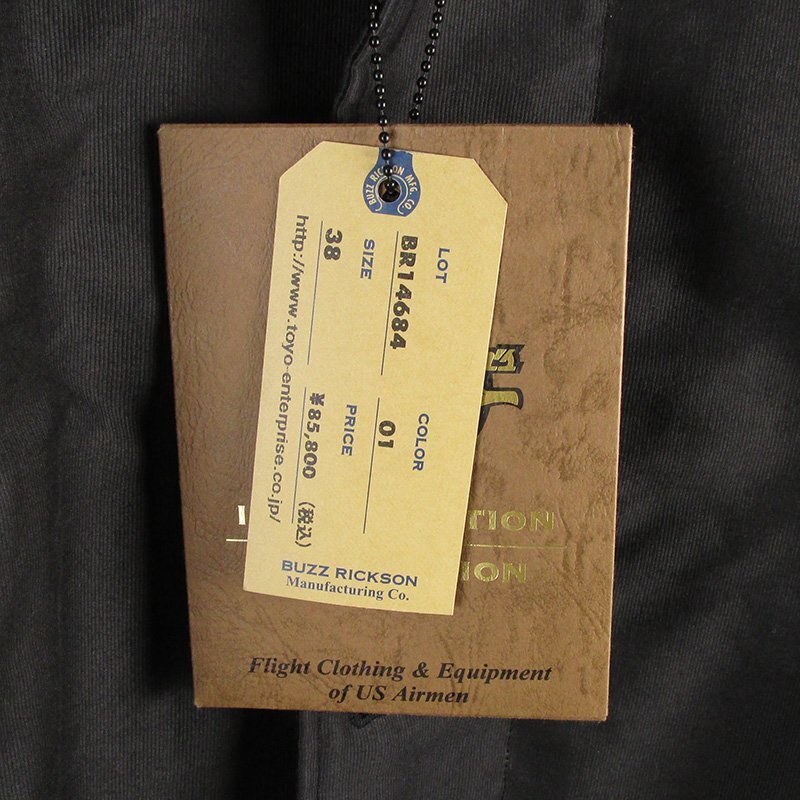 BUZZ RICKSON MFG. CO.
LOT
BR14684
COLOR
01
SIZE
38
PRICE
¥85,800 (税込)
http://www.toyo-enterprise.co.jp/
BUZZ RICKSON
Manufacturing Co.
Flight Clothing & Equipment
of US Airmen